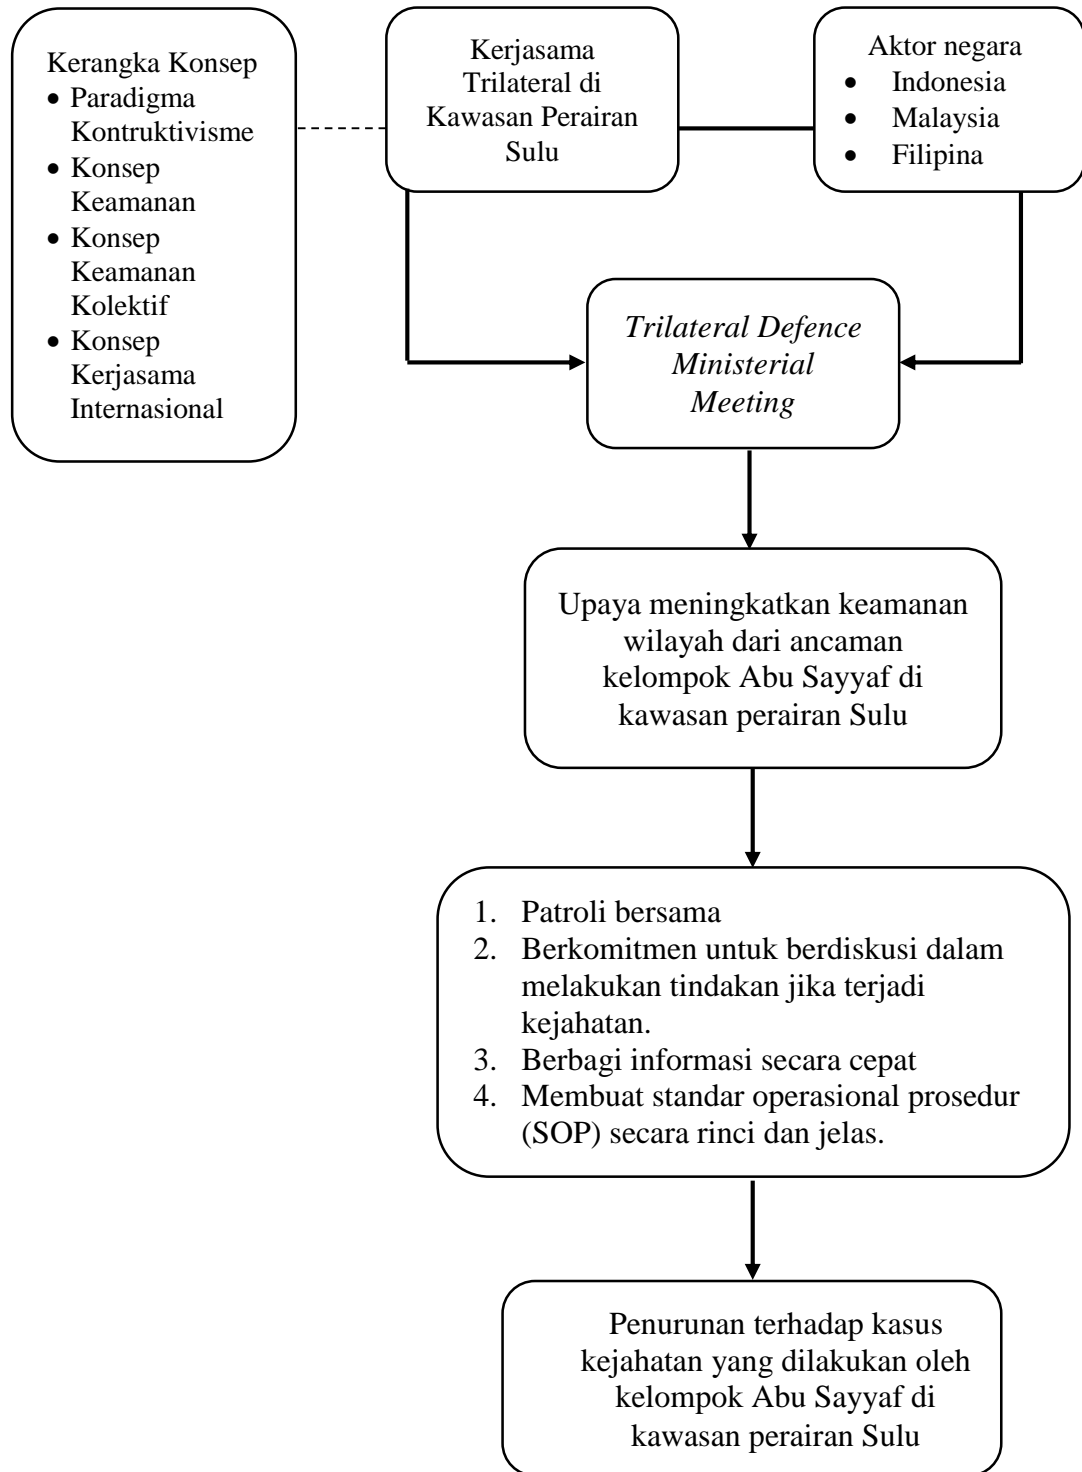 Kerangka Konsep
• Paradigma
Kontruktivisme
• Konsep
Keamanan
• Konsep
Keamanan
Kolektif
• Konsep
Kerjasama
Internasional
Kerjasama
Trilateral di
Kawasan Perairan
Sulu
Aktor negara
• Indonesia
• Malaysia
• Filipina
Trilateral Defence
Ministerial
Meeting
Upaya meningkatkan keamanan
wilayah dari ancaman
kelompok Abu Sayyaf di
kawasan perairan Sulu
1. Patroli bersama
2. Berkomitmen untuk berdiskusi dalam
melakukan tindakan jika terjadi
kejahatan.
3. Berbagi informasi secara cepat
4. Membuat standar operasional prosedur
(SOP) secara rinci dan jelas.
Penurunan terhadap kasus
kejahatan yang dilakukan oleh
kelompok Abu Sayyaf di
kawasan perairan Sulu